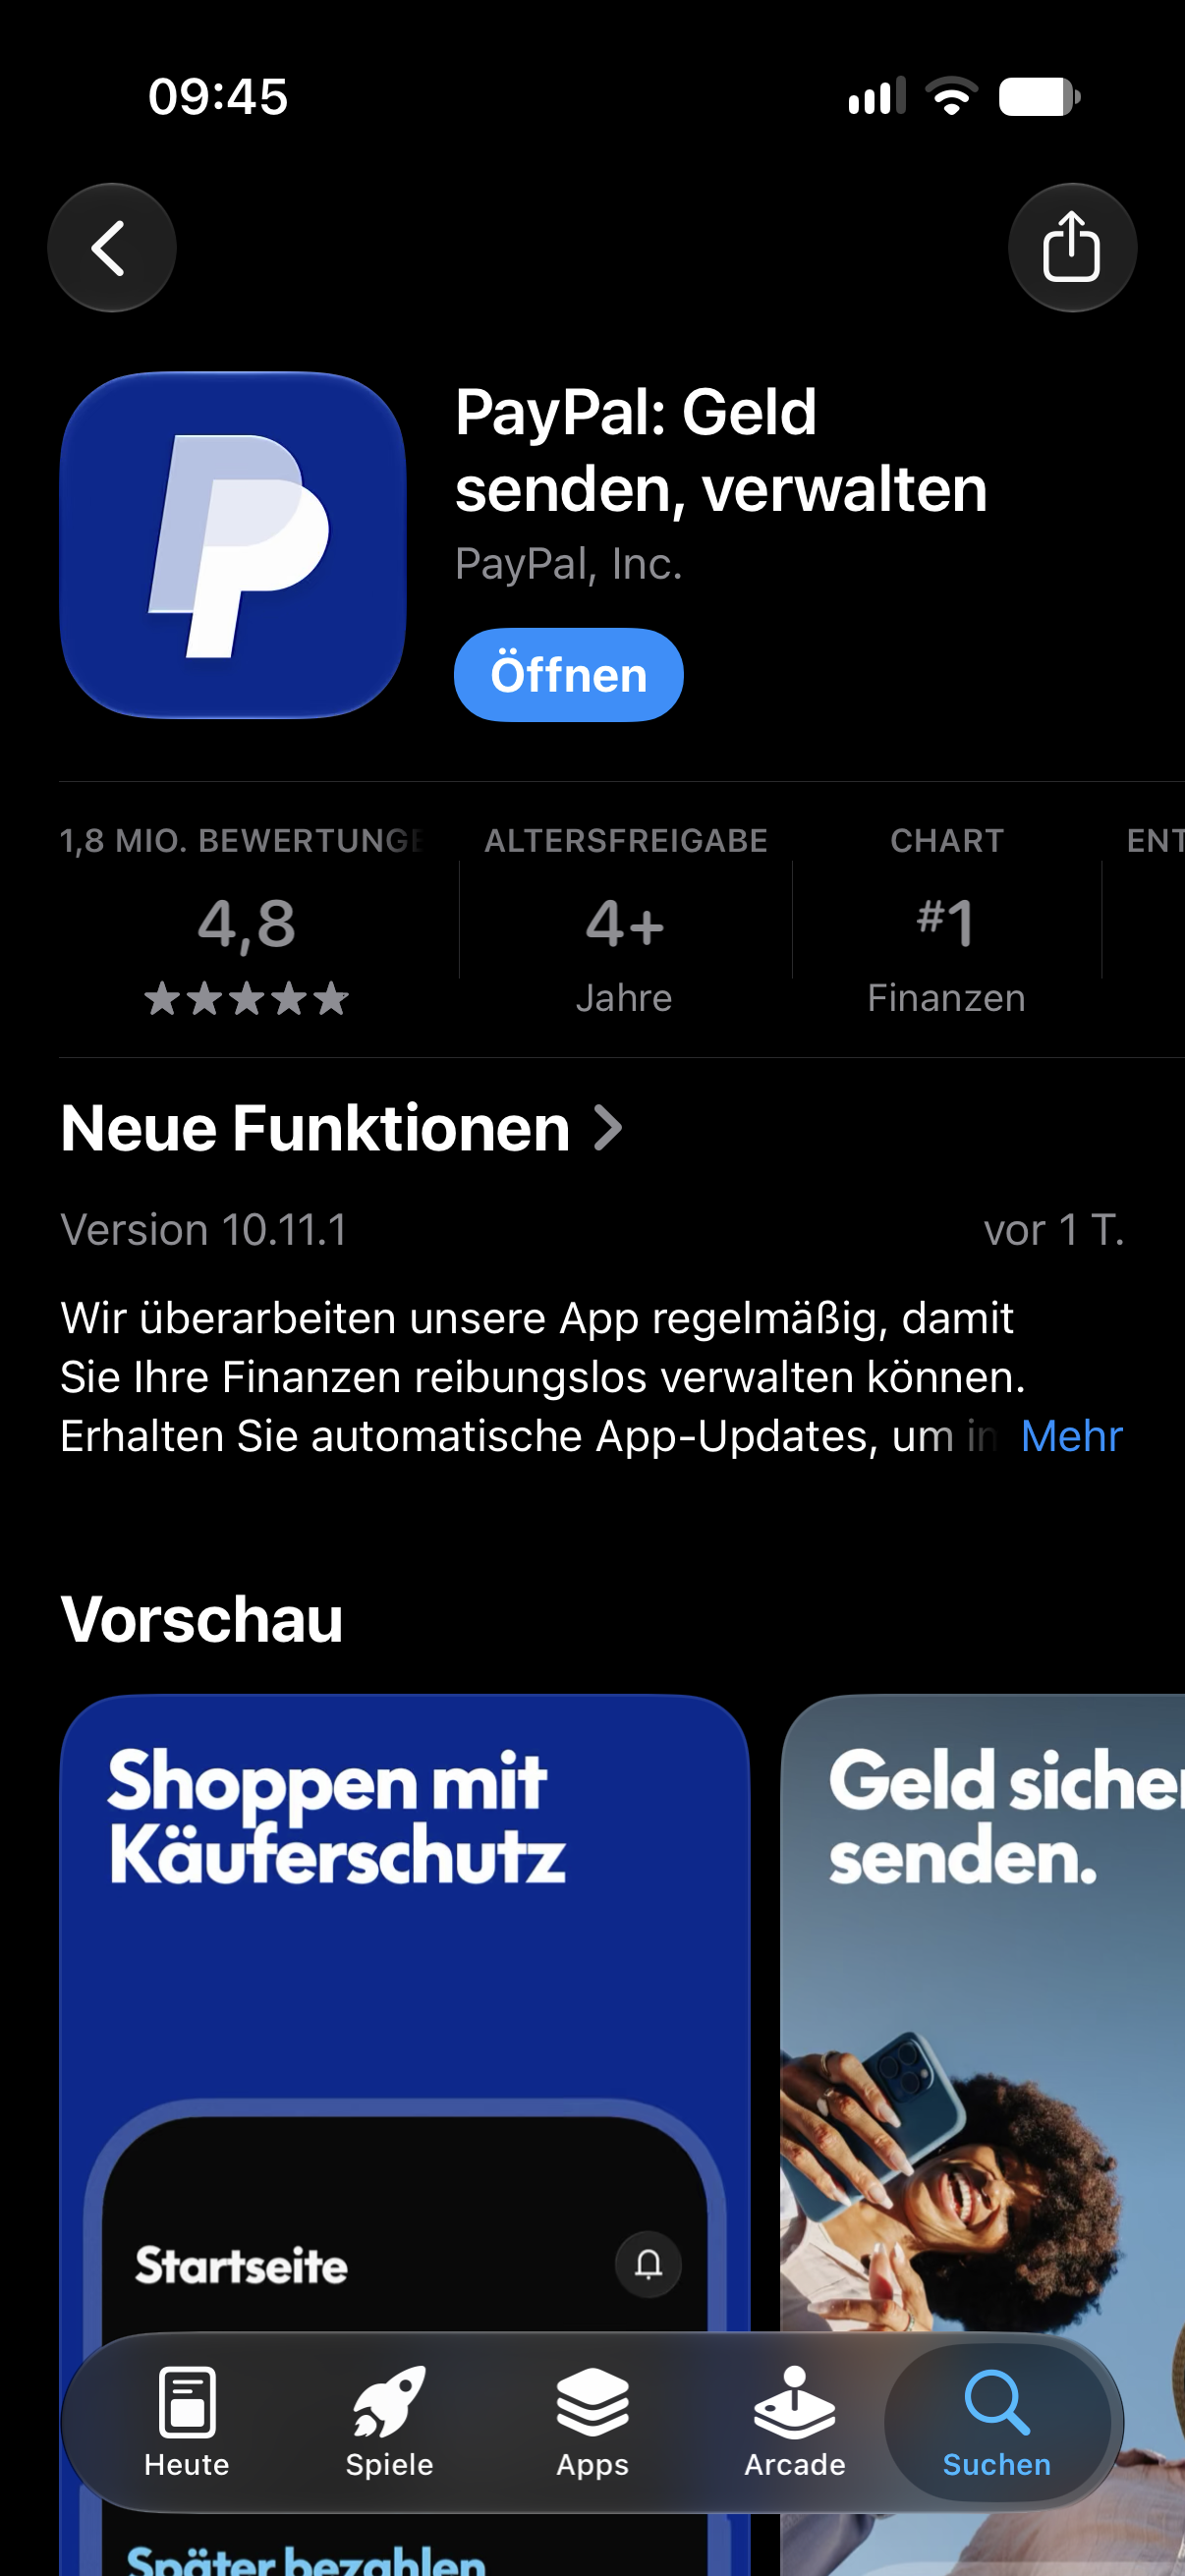 09:45
PayPal: Geld
senden, verwalten
PayPal, Inc.
Öffnen
1,8 MIO. BEWERTUNGE
ALTERSFREIGABE
CHART
ENT
4,8
4+
#1
Jahre
Finanzen
Neue Funktionen
Version 10.11.1
vor 1 T.
Wir überarbeiten unsere App regelmäßig, damit
Sie Ihre Finanzen reibungslos verwalten können.
Erhalten Sie automatische App-Updates, um in Mehr
Vorschau
Shoppen mit
Käuferschutz
Geld sicher
senden.
Startseite
Heute
Spiele
Apps
Arcade
Suchen
Später bezahlen